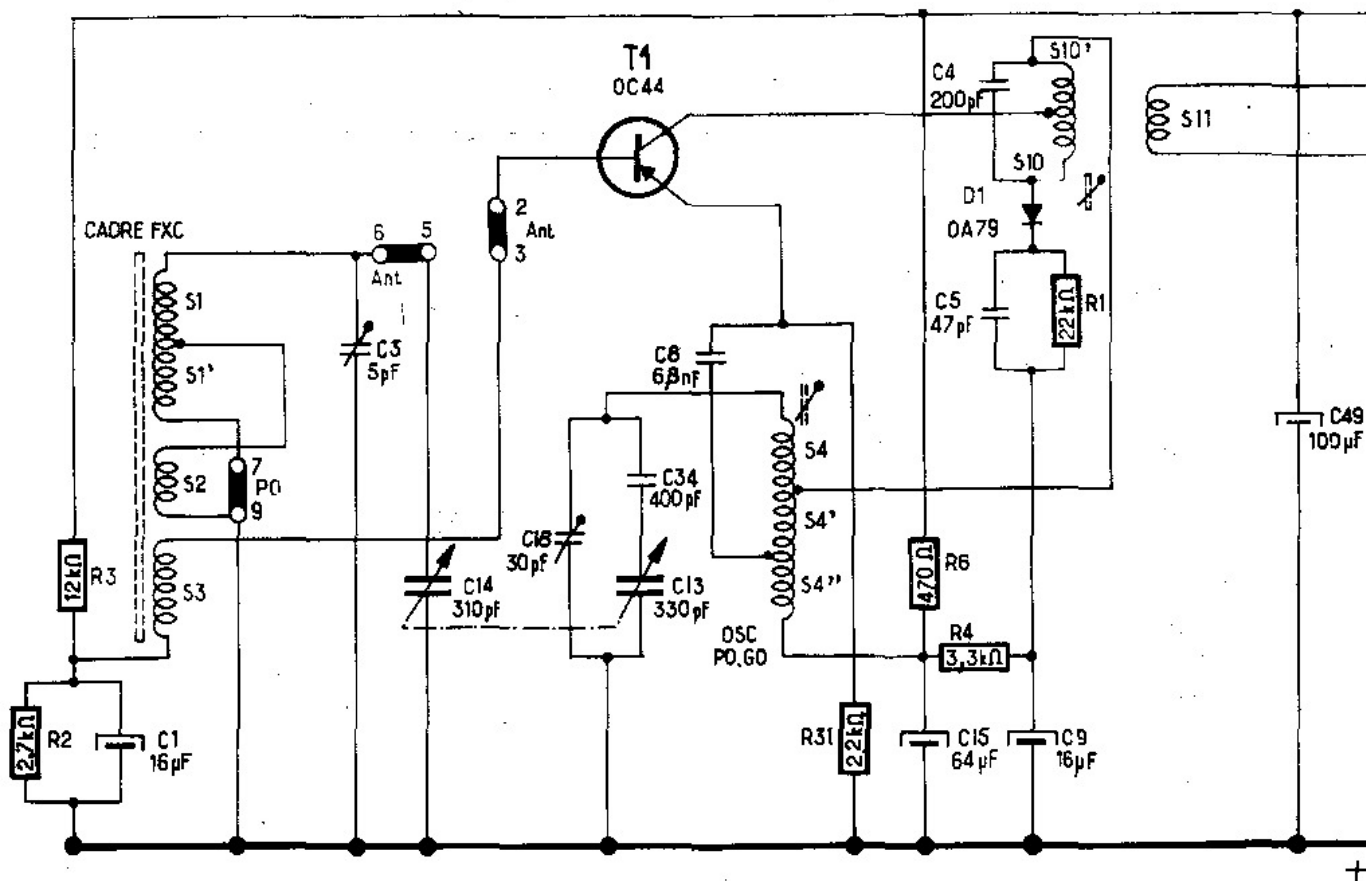 T1
OC44
C4
200pF
S10'
S11
S10
D1
OA79
CADRE FXC
6
5
Ant
2
Ant
3
S1
S1'
C3
5pF
C5
47pF
22kΩ
R1
C8
6,8nF
C49
100µF
S2
7
PO
9
C34
400pF
S4
S4'
S4''
C18
30pF
12kΩ
R3
S3
C14
310pF
C13
330pF
470Ω
R6
OSC
PO.GO
R4
3,3kΩ
2,7kΩ
R2
C1
16µF
R31
C15
64µF
C9
16µF
+